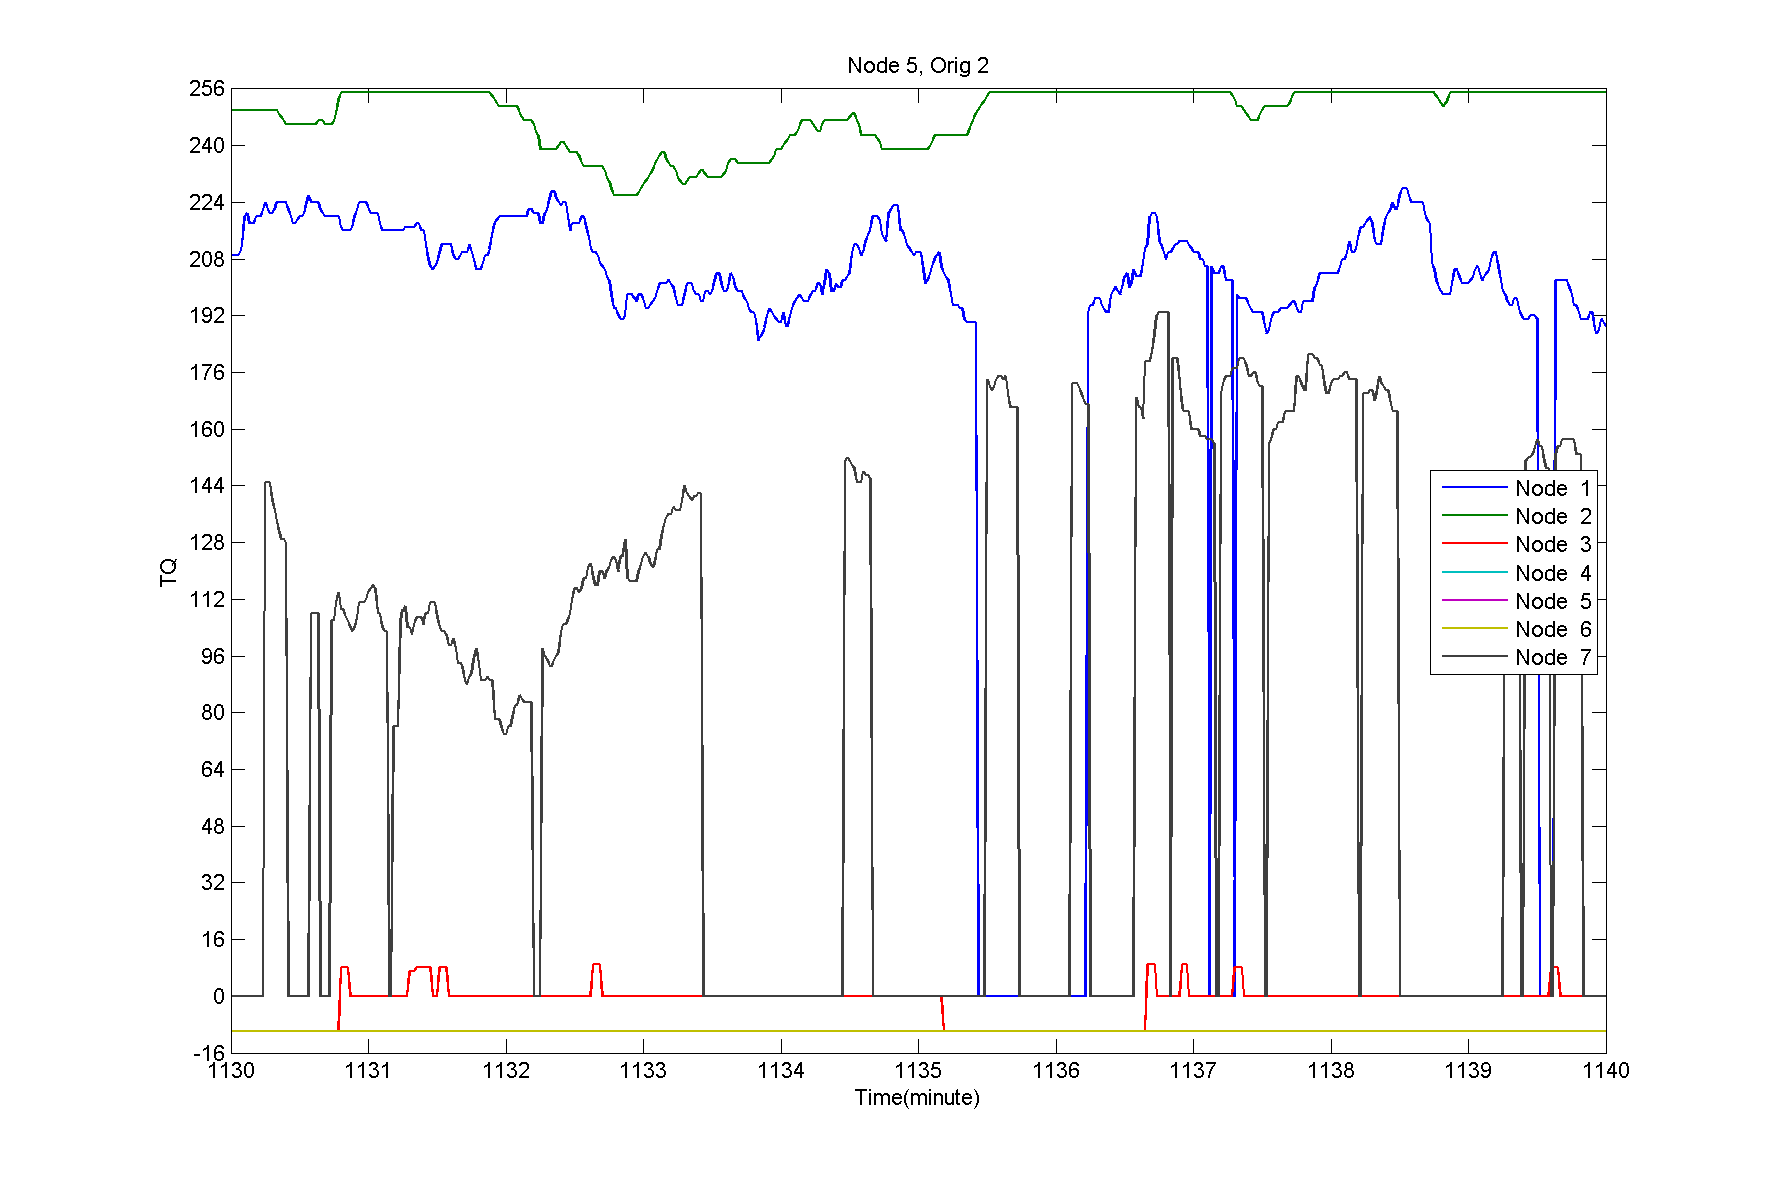 Node 5, Orig 2
256
240
224
208
192
176
160
144
128
112
96
80
64
48
32
16
0
-16
TQ
Node 1
Node 2
Node 3
Node 4
Node 5
Node 6
Node 7
1130 1131 1132 1133 1134 1135 1136 1137 1138 1139 1140
Time(minute)